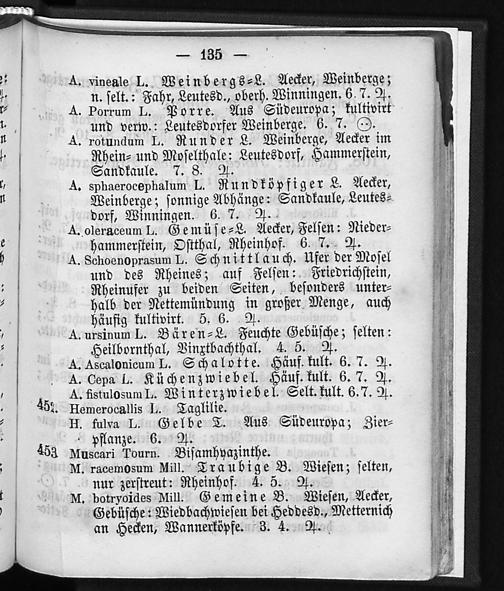 — 135 —
A. vineale L. Weinbergs-L. Aecker, Weinberge;
n. selt.: Fahr, Leutesd., oberh. Winningen. 6. 7. ♃.
A. Porrum L. Porre. Aus Südeuropa; kultivirt
und verw.: Leutesdorfer Weinberge. 6. 7. ☉.
A. rotundum L. Runder L. Weinberge, Aecker im
Rhein- und Moselthale: Leutesdorf, Hammerstein,
Sandkaule. 7. 8. ♃.
A. sphaerocephalum L. Rundköpfiger L. Aecker,
Weinberge; sonnige Abhänge: Sandkaule, Leutes-
dorf, Winningen. 6. 7. ♃.
A. oleraceum L. Gemüse-L. Aecker, Felsen: Nieder-
hammerstein, Ostthal, Rheinhof. 6. 7. ♃.
A. Schoenoprasum L. Schnittlauch. Ufer der Mosel
und des Rheines; auf Felsen: Friedrichstein,
Rheinufer zu beiden Seiten, besonders unter-
halb der Nettemündung in großer Menge, auch
häufig kultivirt. 5. 6. ♃.
A. ursinum L. Bären-L. Feuchte Gebüsche; selten:
Heilbornthal, Vinxtbachthal. 4. 5. ♃.
A. Ascalonicum L. Schalotte. Häuf. kult. 6. 7. ♃.
A. Cepa L. Küchenzwiebel. Häuf. kult. 6. 7. ♃.
A. fistulosum L. Winterzwiebel. Selt. kult. 6. 7. ♃.
452. Hemerocallis L. Taglilie.
H. fulva L. Gelbe T. Aus Südeuropa; Zier-
pflanze. 6. ♃.
453 Muscari Tourn. Bisamhyazinthe.
M. racemosum Mill. Traubige B. Wiesen; selten,
nur zerstreut: Rheinhof. 4. 5. ♃.
M. botryoides Mill. Gemeine B. Wiesen, Aecker,
Gebüsche: Wiedbachwiesen bei Heddesd., Metternich
an Hecken, Wannerköpfe. 3. 4. ♃.